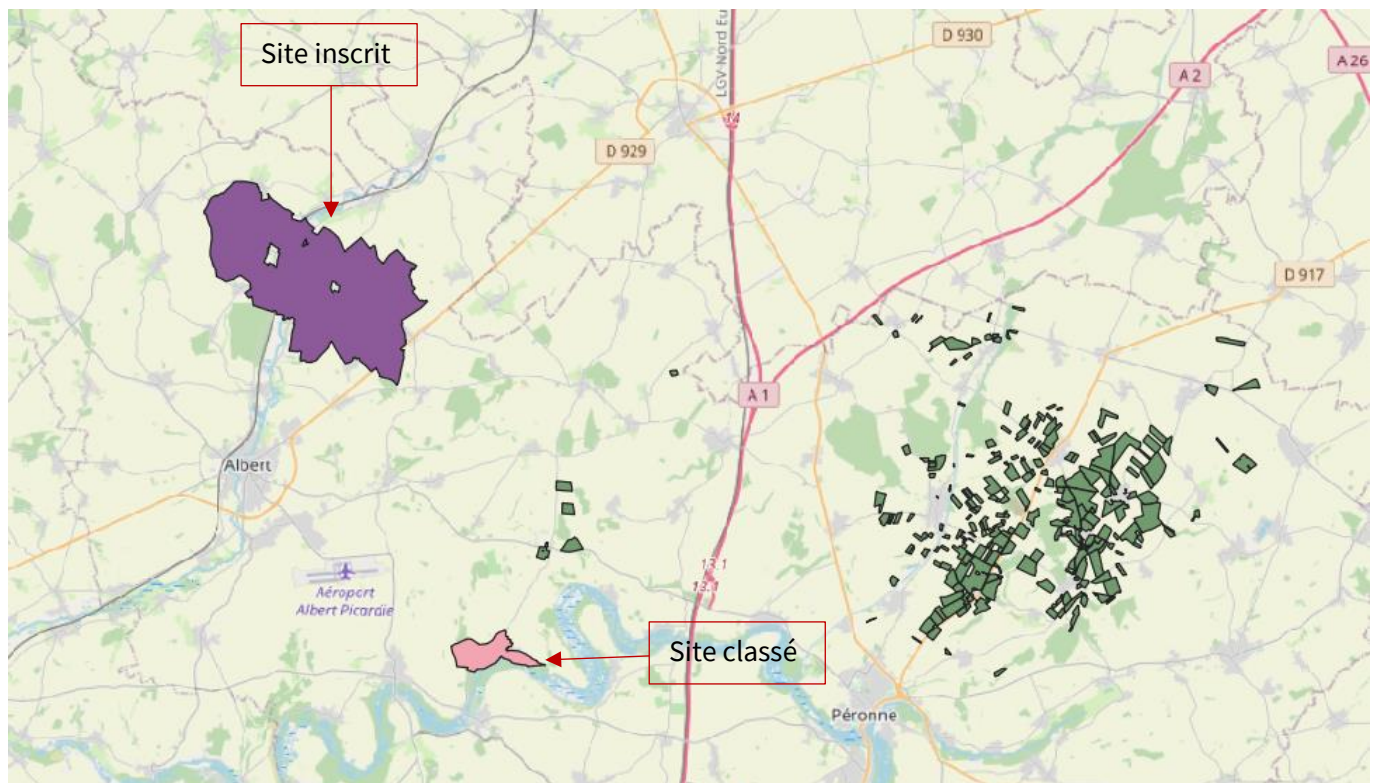 Site inscrit
LGV Nord Eu
D 930
A 2
A 26
14
D 929
D 917
A 1
Albert
Aéroport
Albert Picardie
13.1
13.1
Site classé
Péronne